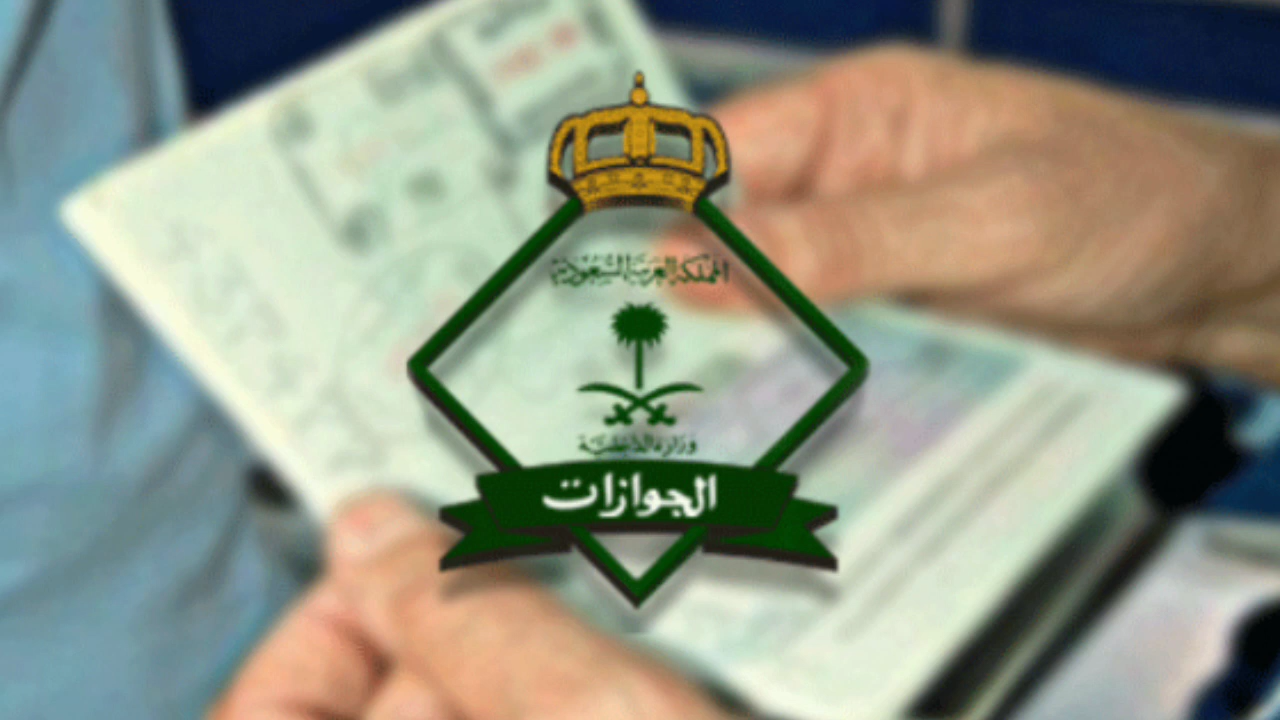 المملكة العربية السعودية
وزارة الداخلية
الجوازات